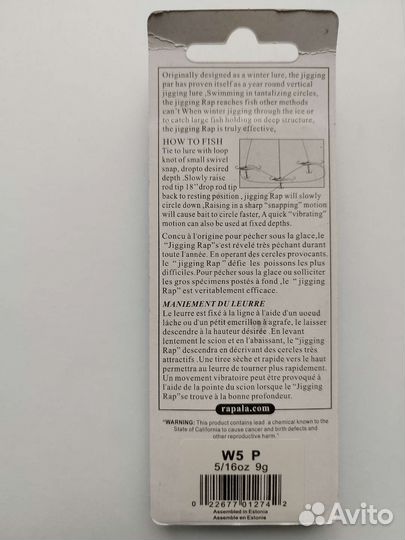 Originally designed as a winter lure, the jigging
par has proven itself as a year round vertical
jigging lure ,Swimming in tantalizing circles,
the jigging Rap reaches fish other methods
can't When winter jigging through the ice or
to catch large fish holding on deep structure,
the jigging Rap is truly effective,
HOW TO FISH
Tie to lure with loop
knot of small swivel
snap, dropto desired
depth .Slowly raise
rod tip 18"drop rod tip
back to resting position , jigging Rap will slowly
circle down ,Raising in a sharp "snapping" motion
will cause bait to circle faster, A quick "vibrating"
motion can also be used at fixed depths.
Concu à l'origine pour pécher sous la glace,le
"Jigging Rap"s est révelé très péchant durant
toute l'année. En operant des cercles provocants.
le "jigging Rap" défie les poissons les plus
difficiles.Pour pécher sous la glace ou solliciter
les gros spécimens postés à fond ,le " jigging
Rap" est veritablement efficace.
MANIEMENT DU LEURRE
Le leurre est fixé à la ligne à l'aide d'un uoeud
lâche ou d'un pétit emerillon à agrafe, le laisser
descendre à la hauteur désirée .En levant
lentement le scion et en l'abaissant, le "jigging
Rap" descendra en décrivant des cercles très
attractifs .Une tiree sèche et rapide vers le haut
permettra au leurre de tourner plus rapidement.
Un movement vibratoire peut être provoqué à
l'aide de la pointe du scion lorsque le "Jigging
Rap"se trouve à la bonne profondeur.
rapala.com
"WARNING: This product contains lead ,a chemical known to the
State of California to cause cancer and birth defects and
other reproductive harm."
W5 P
5/16oz 9g
0 22677 01274 2
Assembled in Estonia
Assemble en Estonie
Avito